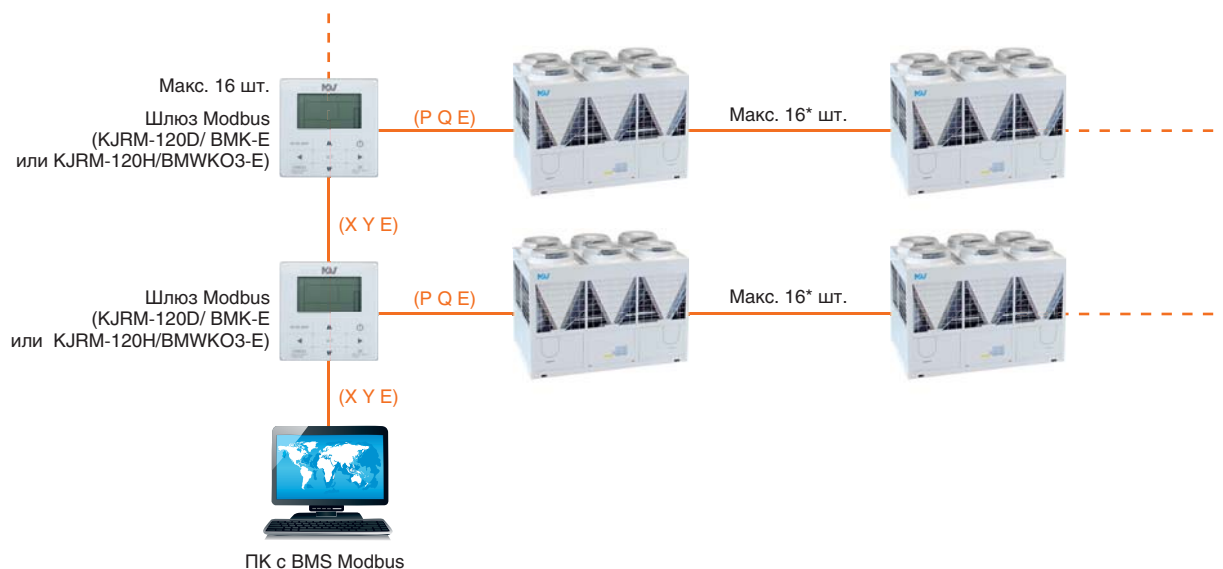 Макс. 16 шт.
Шлюз Modbus
(KJRM-120D/ BMK-E
или KJRM-120H/BMWKO3-E)
(P Q E)
Макс. 16* шт.
(X Y E)
Шлюз Modbus
(KJRM-120D/ BMK-E
или KJRM-120H/BMWKO3-E)
(P Q E)
Макс. 16* шт.
(X Y E)
ПК с BMS Modbus